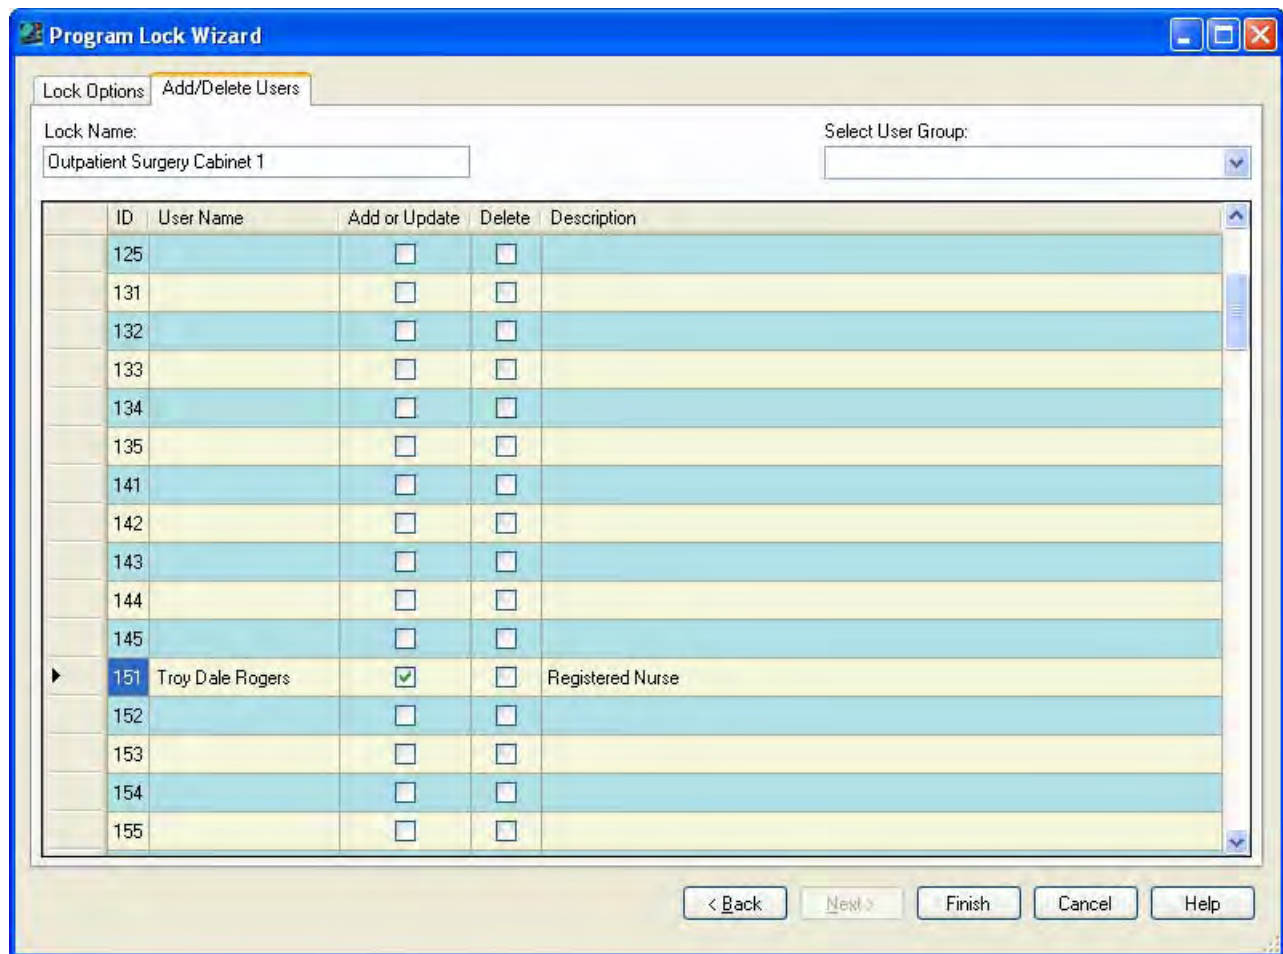 Program Lock Wizard
Lock Options Add/Delete Users
Lock Name: Select User Group:
Outpatient Surgery Cabinet 1
ID User Name Add or Update Delete Description
125
131
132
133
134
135
141
142
143
144
145
151 Troy Dale Rogers Registered Nurse
152
153
154
155
< Back Next > Finish Cancel Help